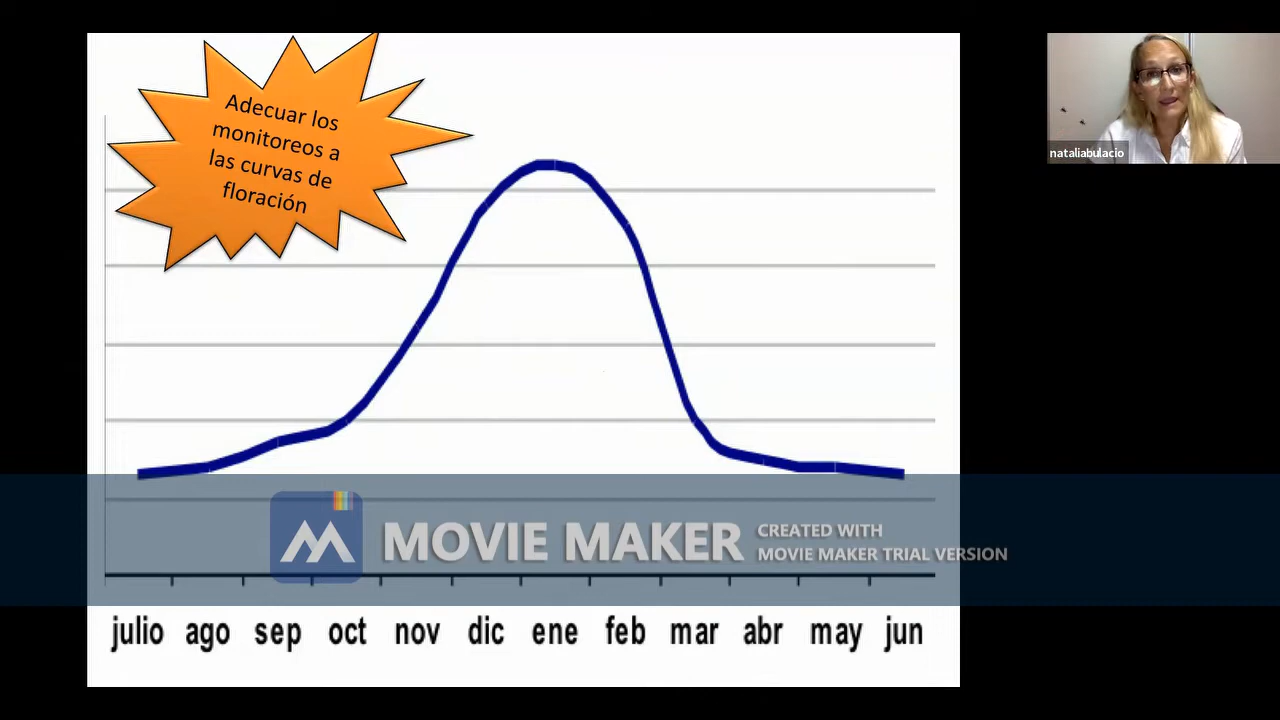 Adecuar los
monitoreos a
las curvas de
floración
nataliabulacio
MOVIE MAKER
CREATED WITH
MOVIE MAKER TRIAL VERSION
julio ago sep oct nov dic ene feb mar abr may jun